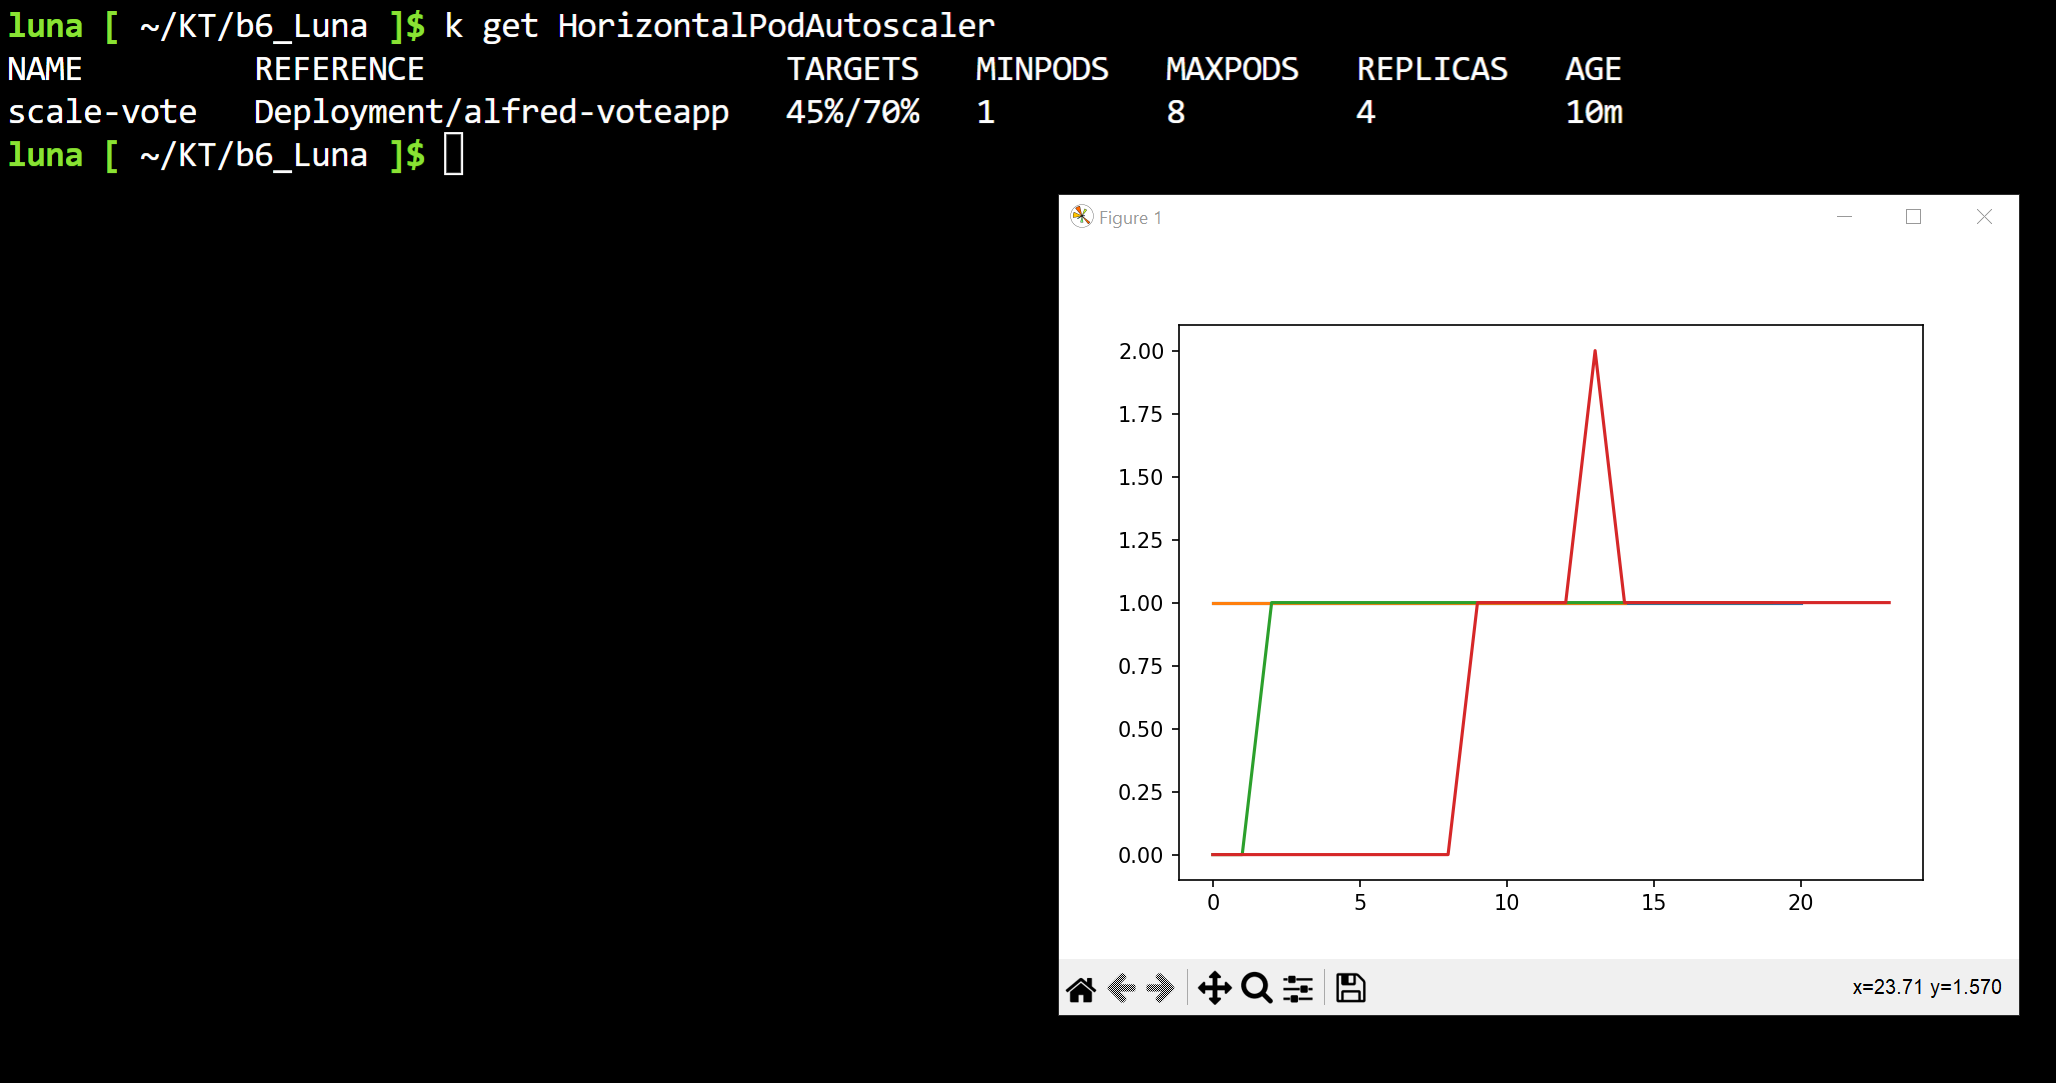 luna [ ~/KT/b6_Luna ]$ k get HorizontalPodAutoscaler
NAME REFERENCE TARGETS MINPODS MAXPODS REPLICAS AGE
scale-vote Deployment/alfred-voteapp 45%/70% 1 8 4 10m
luna [ ~/KT/b6_Luna ]$
Figure 1
2.00
1.75
1.50
1.25
1.00
0.75
0.50
0.25
0.00
0 5 10 15 20
x=23.71 y=1.570